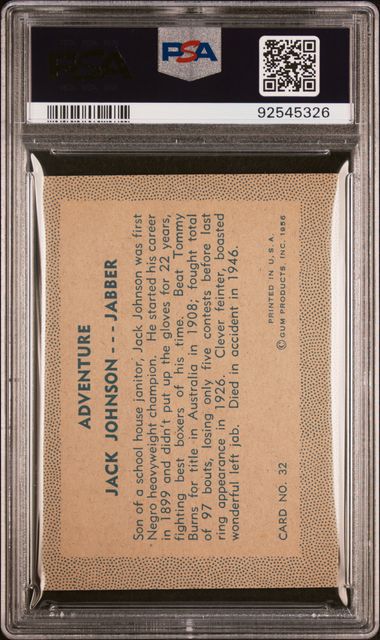 PSA
PSA
92545326
ADVENTURE
JACK JOHNSON --- JABBER
Son of a school house janitor, Jack Johnson was first
Negro heavyweight champion. He started his career
in 1899 and didn't put up the gloves for 22 years,
fighting best boxers of his time. Beat Tommy
Burns for title in Australia in 1908; fought total
of 97 bouts, losing only five contests before last
ring appearance in 1926. Clever feinter, boasted
wonderful left job. Died in accident in 1946.
CARD NO. 32
PRINTED IN U.S.A.
© GUM PRODUCTS, INC. 1956